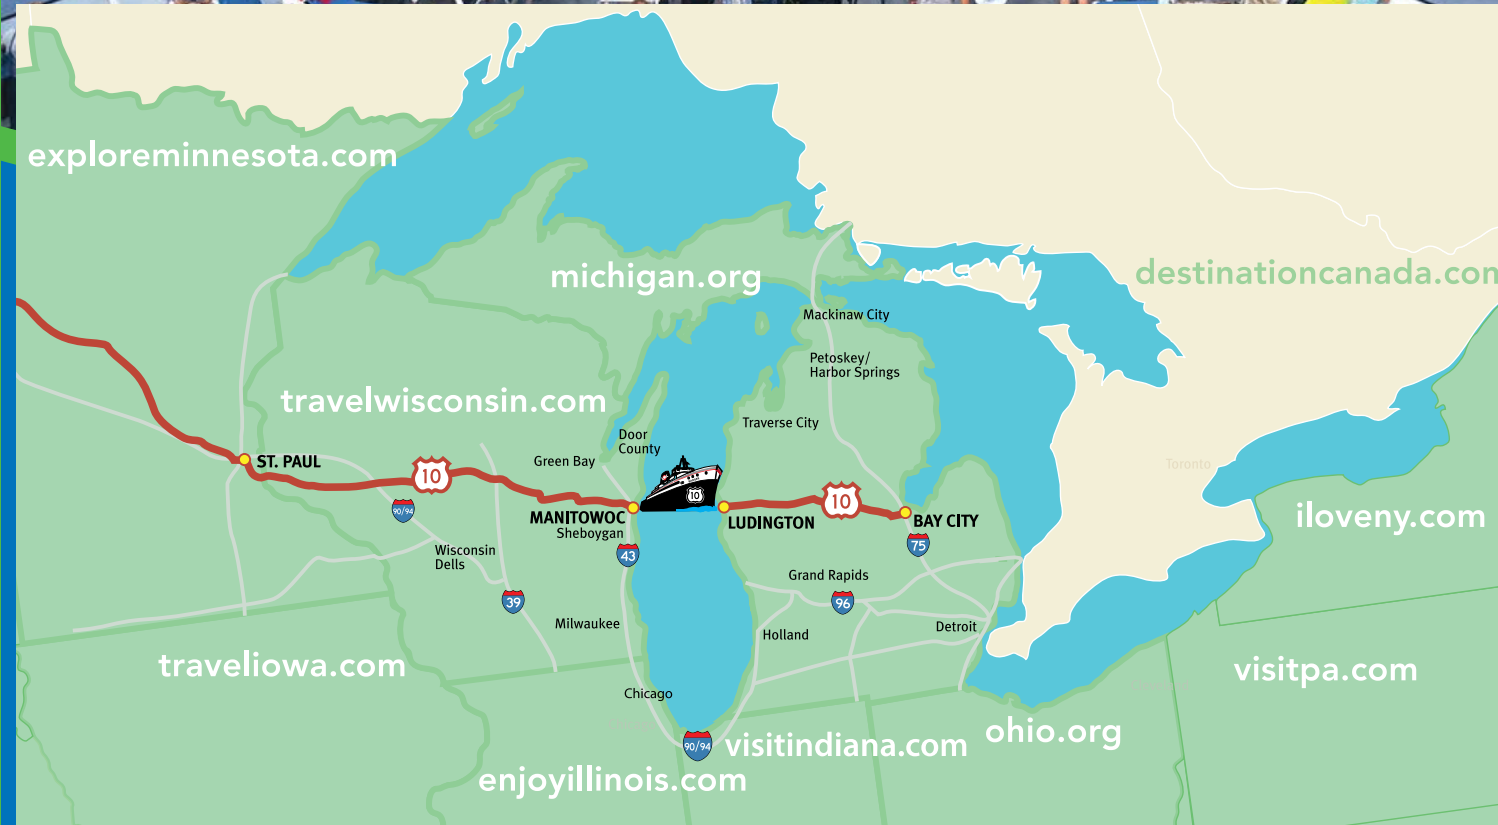 exploreminnesota.com
michigan.org
destinationcanada.com
Mackinaw City
Petoskey/
Harbor Springs
travelwisconsin.com
Traverse City
Door
County
Green Bay
ST. PAUL
10
10
10
Toronto
MANITOWOC
Sheboygan
LUDINGTON
BAY CITY
iloveny.com
90/94
43
75
Wisconsin
Dells
Grand Rapids
39
96
Milwaukee
Holland
Detroit
traveliowa.com
visitpa.com
Chicago
90/94
visitindiana.com
ohio.org
enjoyillinois.com